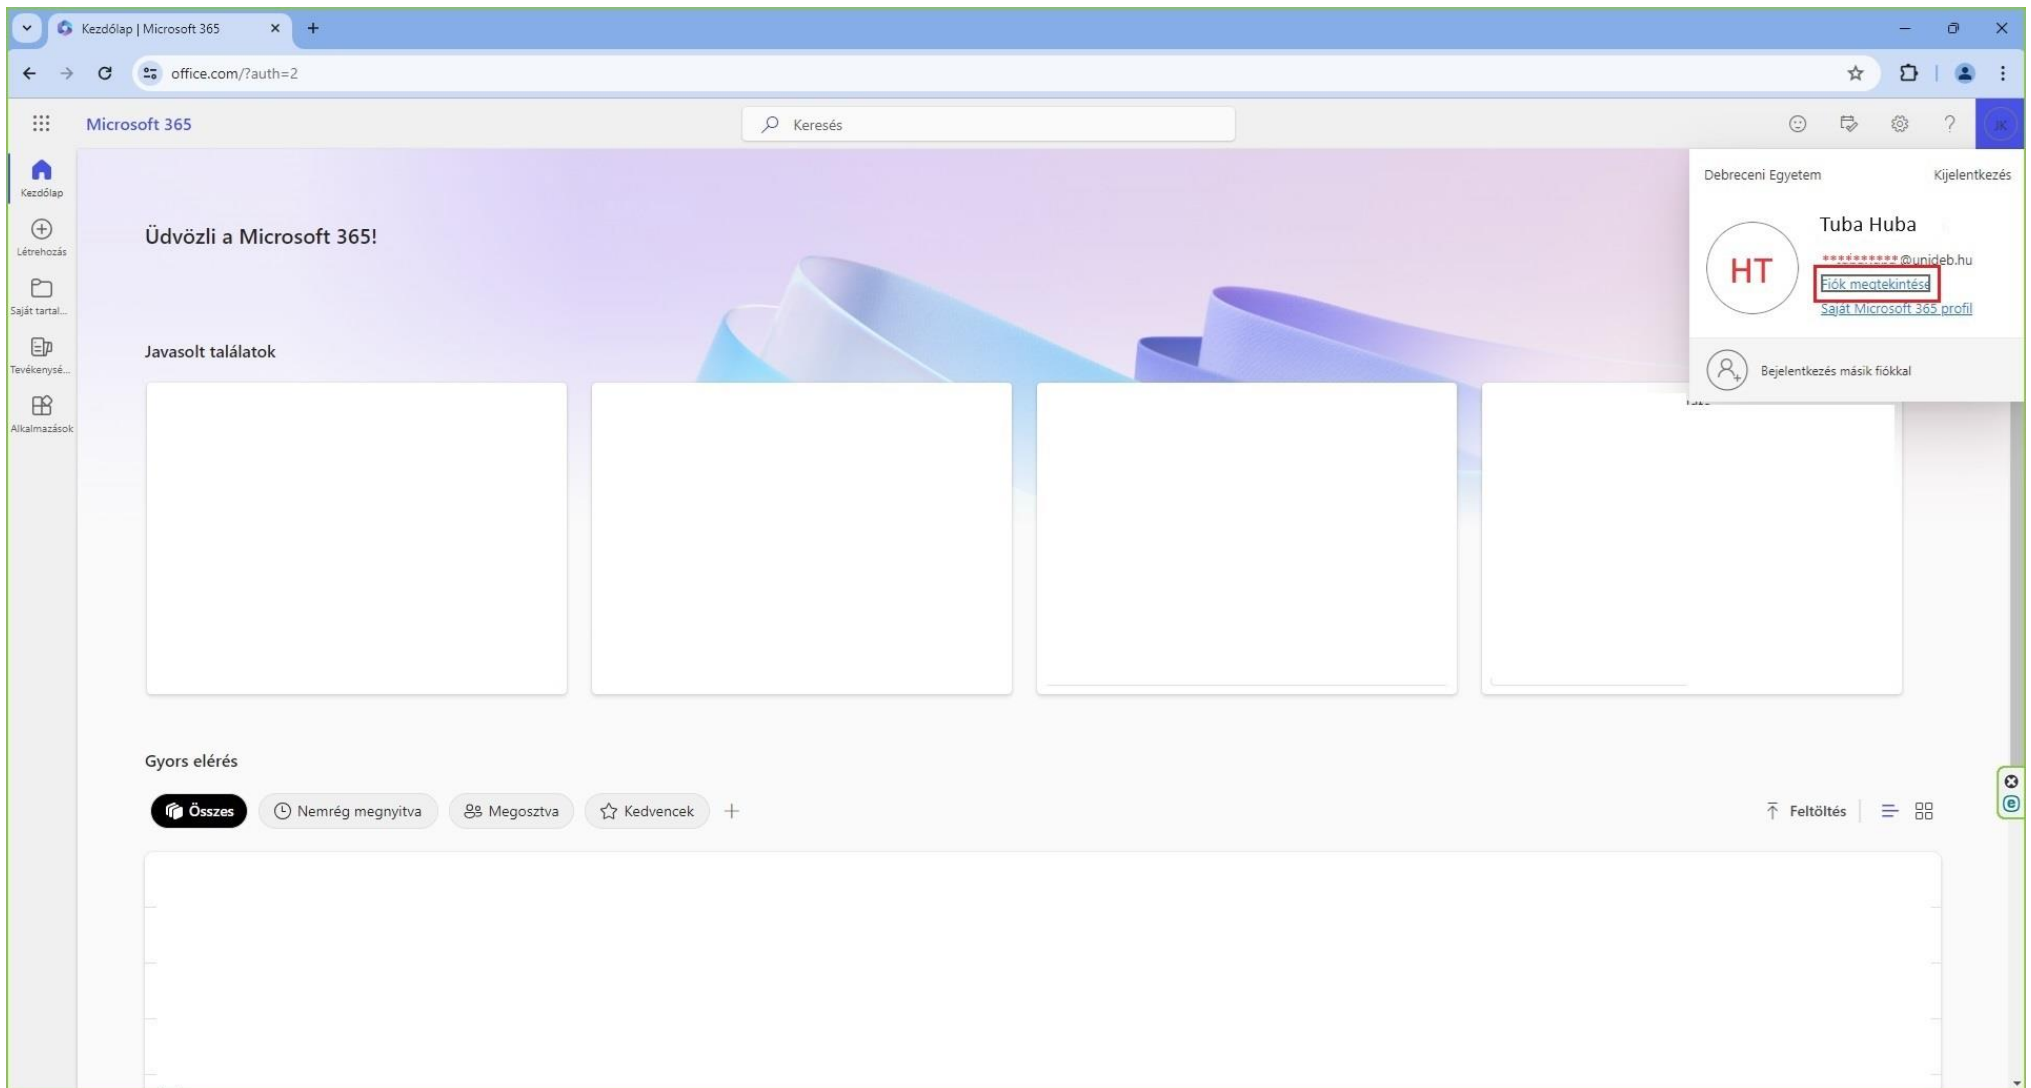 Kezdőlap | Microsoft 365
office.com/?auth=2
Microsoft 365
Keresés
JK
Kezdőlap
Létrehozás
Saját tartal...
Tevékenysé...
Alkalmazások
Debreceni Egyetem
Kijelentkezés
HT
Tuba Huba
**********@unideb.hu
Fiók megtekintése
Saját Microsoft 365 profil
Bejelentkezés másik fiókkal
Üdvözli a Microsoft 365!
Javasolt találatok
Gyors elérés
Összes
Nemrég megnyitva
Megosztva
Kedvencek
Feltöltés